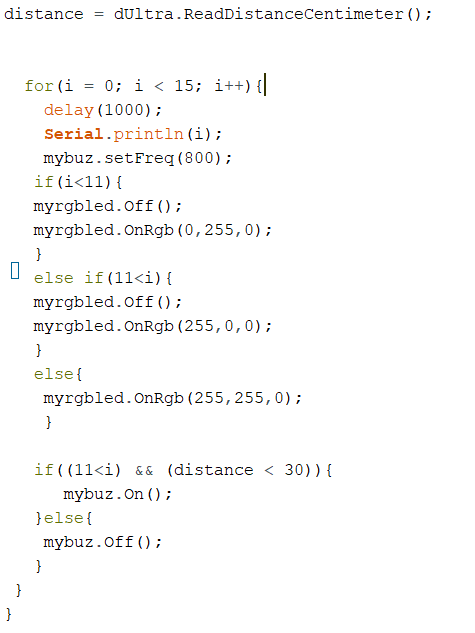 distance = dUltra.ReadDistanceCentimeter();
for(i = 0; i < 15; i++){
delay(1000);
Serial.println(i);
mybuz.setFreq(800);
if(i<11){
myrgbled.Off();
myrgbled.OnRgb(0,255,0);
}
else if(11<i){
myrgbled.Off();
myrgbled.OnRgb(255,0,0);
}
else{
myrgbled.OnRgb(255,255,0);
}
if((11<i) && (distance < 30)){
mybuz.On();
}else{
mybuz.Off();
}
}
}